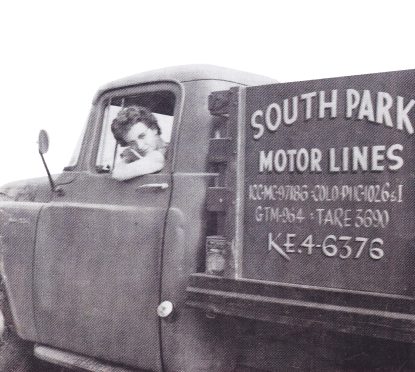 SOUTH PARK
MOTOR LINES
ICC-MC-97186-COLO-PUC-1026&I
GTM-964 : TARE 3690
KE.4-6376